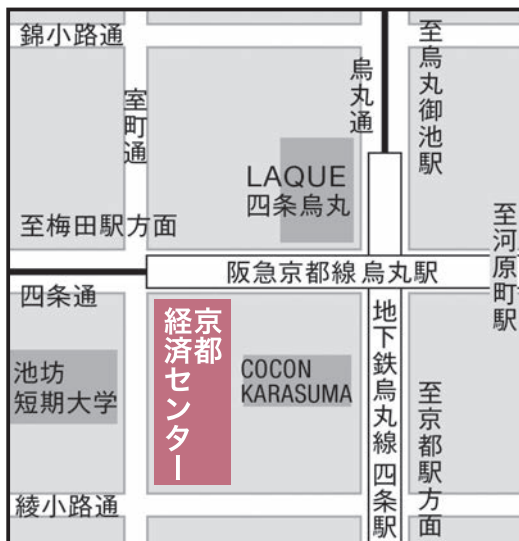 錦小路通
室町通
烏丸通
至烏丸御池駅
LAQUE
四条烏丸
至梅田駅方面
至河原町駅
阪急京都線 烏丸駅
四条通
京都
経済センター
池坊
短期大学
COCON
KARASUMA
地下鉄烏丸線 四条駅
至京都駅方面
綾小路通